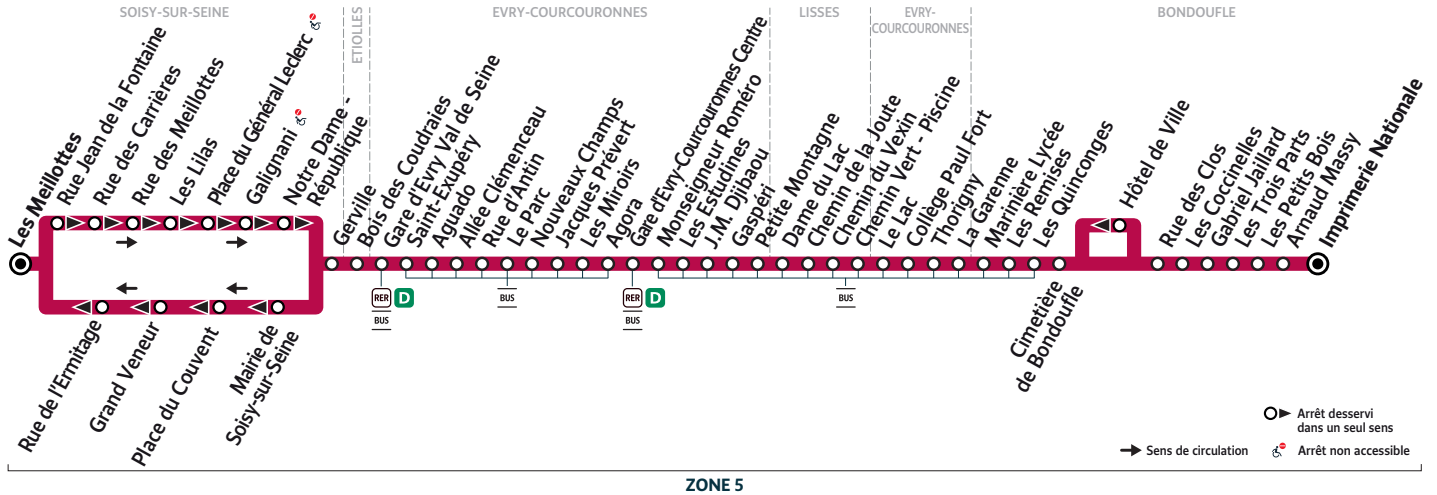 SOISY-SUR-SEINE
ETIOLLES
EVRY-COURCOURONNES
LISSES
EVRY-
COURCOURONNES
BONDOUFLE
Les Meillottes
Rue Jean de la Fontaine
Rue des Carrières
Rue des Meillottes
Les Lilas
Place du Général Leclerc
Galignani
Notre Dame -
République
Gerville
Bois des Coudraies
Gare d'Evry Val de Seine
Saint-Exupéry
Aguado
Allée Clémenceau
Rue d'Antin
Le Parc
Nouveaux Champs
Jacques Prévert
Les Miroirs
Agora
Gare d'Evry-Courcouronnes Centre
Monseigneur Roméro
Les Estudines
J.M. Djibaou
Gaspéri
Petite Montagne
Dame du Lac
Chemin de la Joute
Chemin du Vexin
Chemin Vert - Piscine
Le Lac
Collège Paul Fort
Thorigny
La Garenne
Marinière Lycée
Les Remises
Les Quinconges
Hôtel de Ville
Rue des Clos
Les Coccinelles
Gabriel Jaillard
Les Trois Parts
Les Petits Bois
Arnaud Massy
Imprimerie Nationale
RER D
BUS
BUS
RER D
BUS
BUS
Rue de l'Ermitage
Grand Veneur
Place du Couvent
Mairie de
Soisy-sur-Seine
Cimetière
de Bondoufle
Arrêt desservi
dans un seul sens
Sens de circulation
Arrêt non accessible
ZONE 5